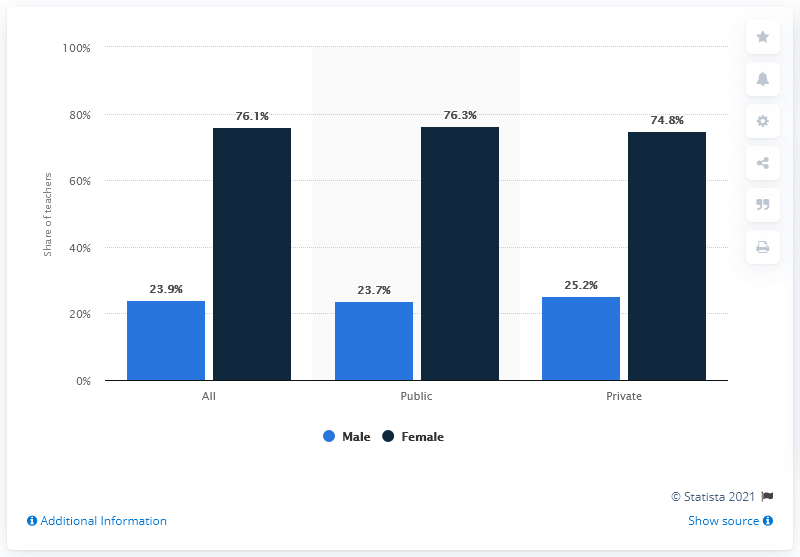 100%
80%
60%
40%
20%
0%
Share of teachers
23.9%
76.1%
23.7%
76.3%
25.2%
74.8%
All
Public
Private
Male
Female
© Statista 2021
Additional Information
Show source